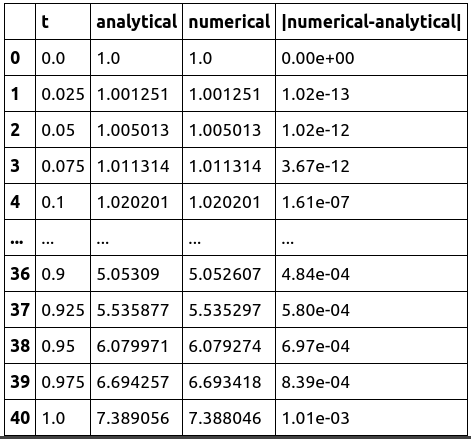 t analytical numerical |numerical-analytical|
0 0.0 1.0 1.0 0.00e+00
1 0.025 1.001251 1.001251 1.02e-13
2 0.05 1.005013 1.005013 1.02e-12
3 0.075 1.011314 1.011314 3.67e-12
4 0.1 1.020201 1.020201 1.61e-07
... ... ... ... ...
36 0.9 5.05309 5.052607 4.84e-04
37 0.925 5.535877 5.535297 5.80e-04
38 0.95 6.079971 6.079274 6.97e-04
39 0.975 6.694257 6.693418 8.39e-04
40 1.0 7.389056 7.388046 1.01e-03